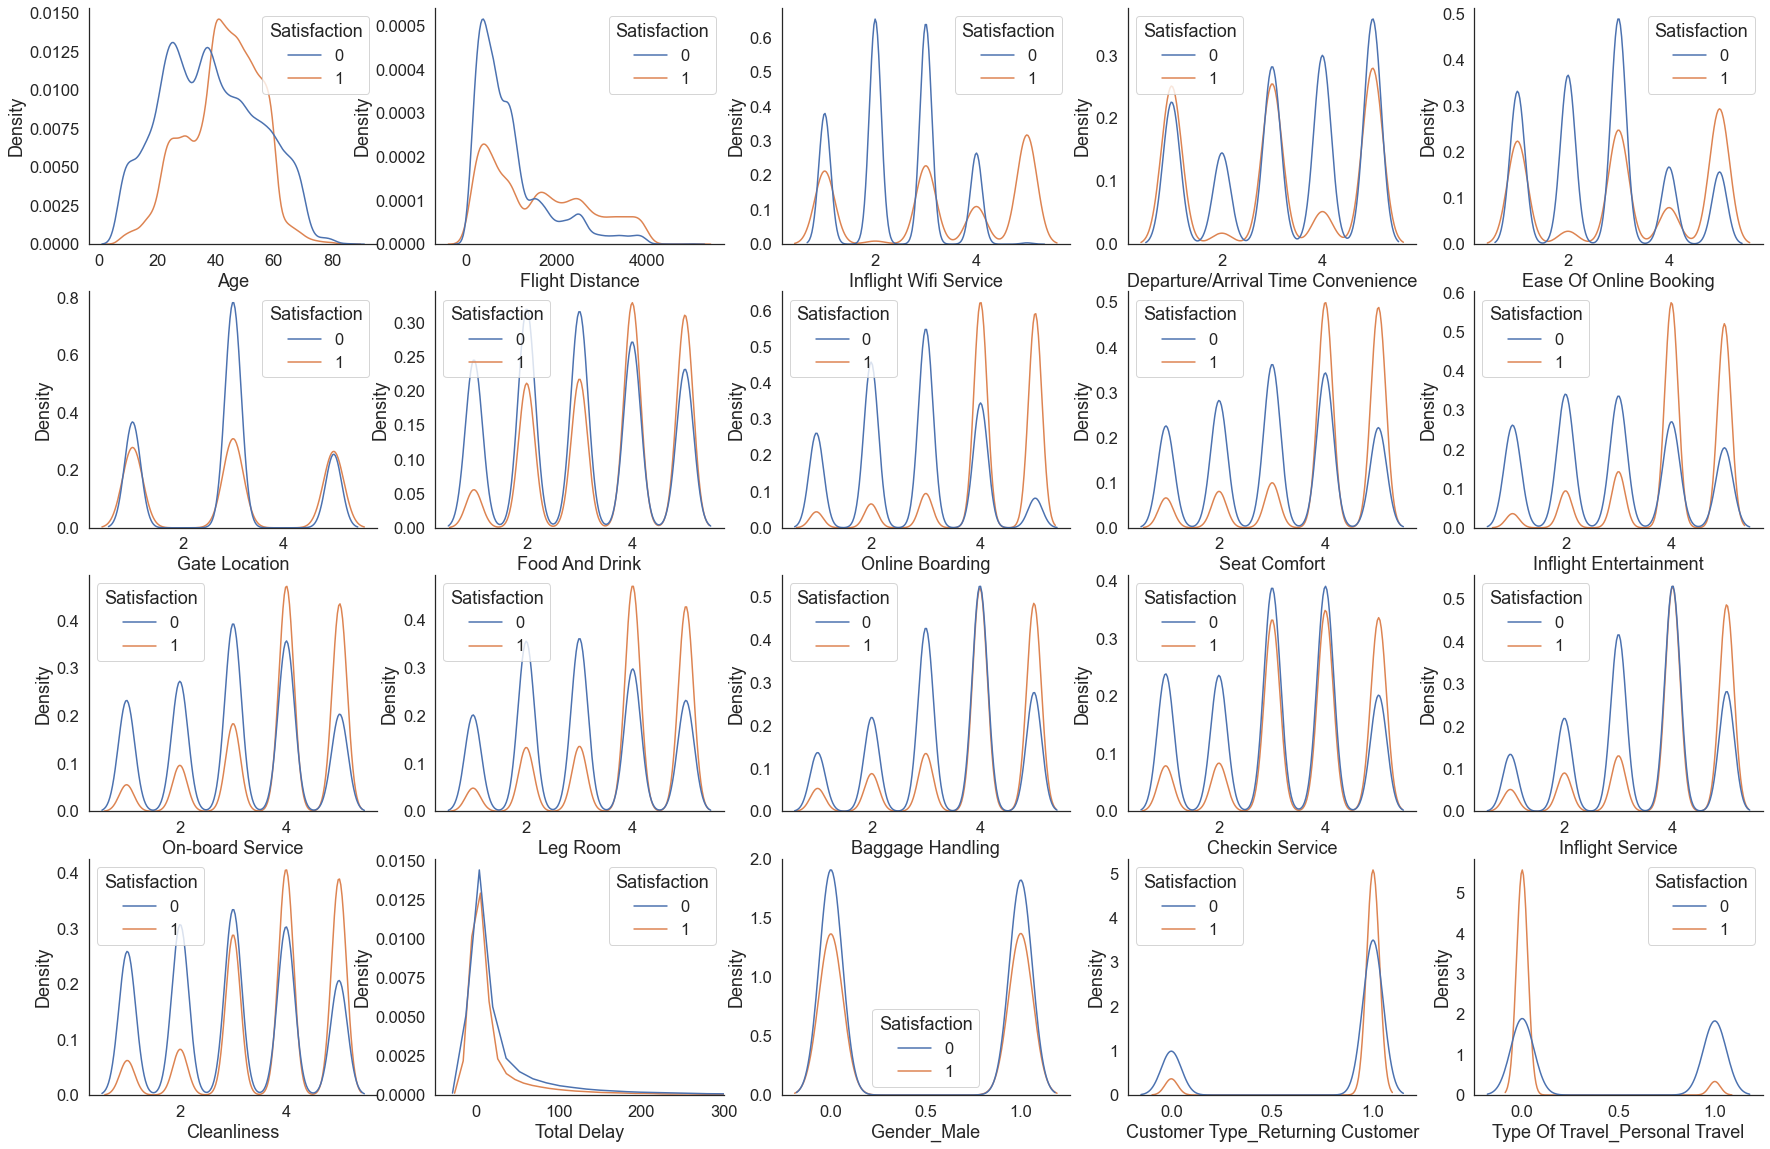 0.0150
0.0125
0.0100
0.0075
0.0050
0.0025
0.0000
Density
Satisfaction
0
1
0 20 40 60 80
Age
0.0005
0.0004
0.0003
0.0002
0.0001
0.0000
Density
Satisfaction
0
1
0 2000 4000
Flight Distance
0.6
0.5
0.4
0.3
0.2
0.1
0.0
Density
Satisfaction
0
1
2 4
Inflight Wifi Service
0.3
0.2
0.1
0.0
Density
Satisfaction
0
1
2 4
Departure/Arrival Time Convenience
0.5
0.4
0.3
0.2
0.1
0.0
Density
Satisfaction
0
1
2 4
Ease Of Online Booking
0.8
0.6
0.4
0.2
0.0
Density
Satisfaction
0
1
2 4
Gate Location
0.30
0.25
0.20
0.15
0.10
0.05
0.00
Density
Satisfaction
0
1
2 4
Food And Drink
0.6
0.5
0.4
0.3
0.2
0.1
0.0
Density
Satisfaction
0
1
2 4
Online Boarding
0.5
0.4
0.3
0.2
0.1
0.0
Density
Satisfaction
0
1
2 4
Seat Comfort
0.6
0.5
0.4
0.3
0.2
0.1
0.0
Density
Satisfaction
0
1
2 4
Inflight Entertainment
0.4
0.3
0.2
0.1
0.0
Density
Satisfaction
0
1
2 4
On-board Service
0.4
0.3
0.2
0.1
0.0
Density
Satisfaction
0
1
2 4
Leg Room
0.5
0.4
0.3
0.2
0.1
0.0
Density
Satisfaction
0
1
2 4
Baggage Handling
0.4
0.3
0.2
0.1
0.0
Density
Satisfaction
0
1
2 4
Checkin Service
0.5
0.4
0.3
0.2
0.1
0.0
Density
Satisfaction
0
1
2 4
Inflight Service
0.4
0.3
0.2
0.1
0.0
Density
Satisfaction
0
1
2 4
Cleanliness
0.0150
0.0125
0.0100
0.0075
0.0050
0.0025
0.0000
Density
Satisfaction
0
1
0 100 200 300
Total Delay
2.0
1.5
1.0
0.5
0.0
Density
Satisfaction
0
1
0.0 0.5 1.0
Gender_Male
5
4
3
2
1
0
Density
Satisfaction
0
1
0.0 0.5 1.0
Customer Type_Returning Customer
5
4
3
2
1
0
Density
Satisfaction
0
1
0.0 0.5 1.0
Type Of Travel_Personal Travel